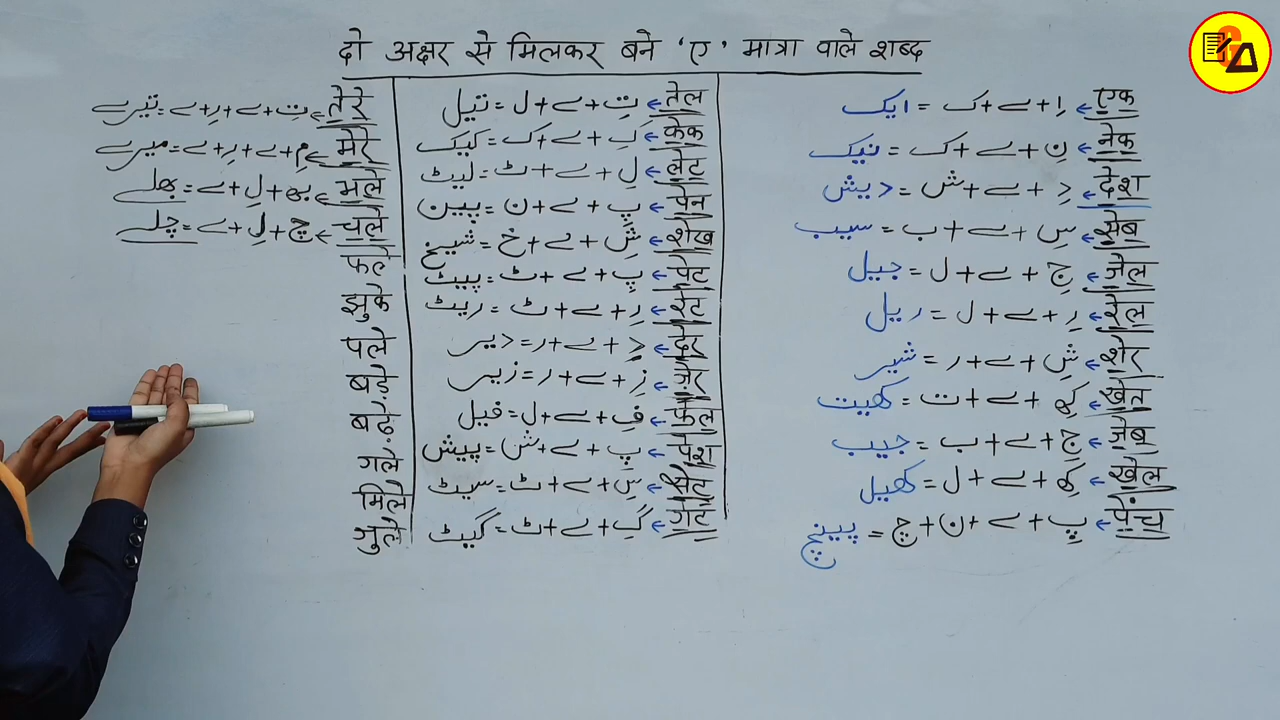 दो अक्षर से मिलकर बने 'ए' मात्रा वाले शब्द
एक ← اِ + ے + ک = ایک
नेक ← نِ + ے + ک = نیک
देश ← دِ + ے + ش = دیش
सेब ← سِ + ے + ب = سیب
जेल ← جِ + ے + ل = جیل
रेल ← رِ + ے + ل = ریل
शेर ← شِ + ے + ر = شیر
खेत ← کھِ + ے + ت = کھیت
जेब ← جِ + ے + ب = جیب
खेल ← کھِ + ے + ل = کھیل
पेंच ← پِ + ے + ن + چ = پینچ
तेल ← تِ + ے + ل = تیل
केक ← کِ + ے + ک = کیک
लेट ← لِ + ے + ٹ = لیٹ
पेन ← پِ + ے + ن = پین
शेख ← شِ + ے + خ = شیخ
पेट ← پِ + ے + ٹ = پیٹ
रेट ← رِ + ے + ٹ = ریٹ
देर ← دِ + ے + ر = دیر
ज़ेर ← زِ + ے + ر = زیر
फेल ← فِ + ے + ل = فیل
पेश ← پِ + ے + ش = پیش
सेट ← سِ + ے + ٹ = سیٹ
गेट ← گِ + ے + ٹ = گیٹ
तेरे ← ت + ے + رِ + ے = تیرے
मेरे ← مِ + ے + رِ + ے = میرے
भले ← بھ + لِ + ے = بھلے
चले ← چ + لِ + ے = چلے
फले
झुके
पले
बड़े
बढ़े
गले
मिले